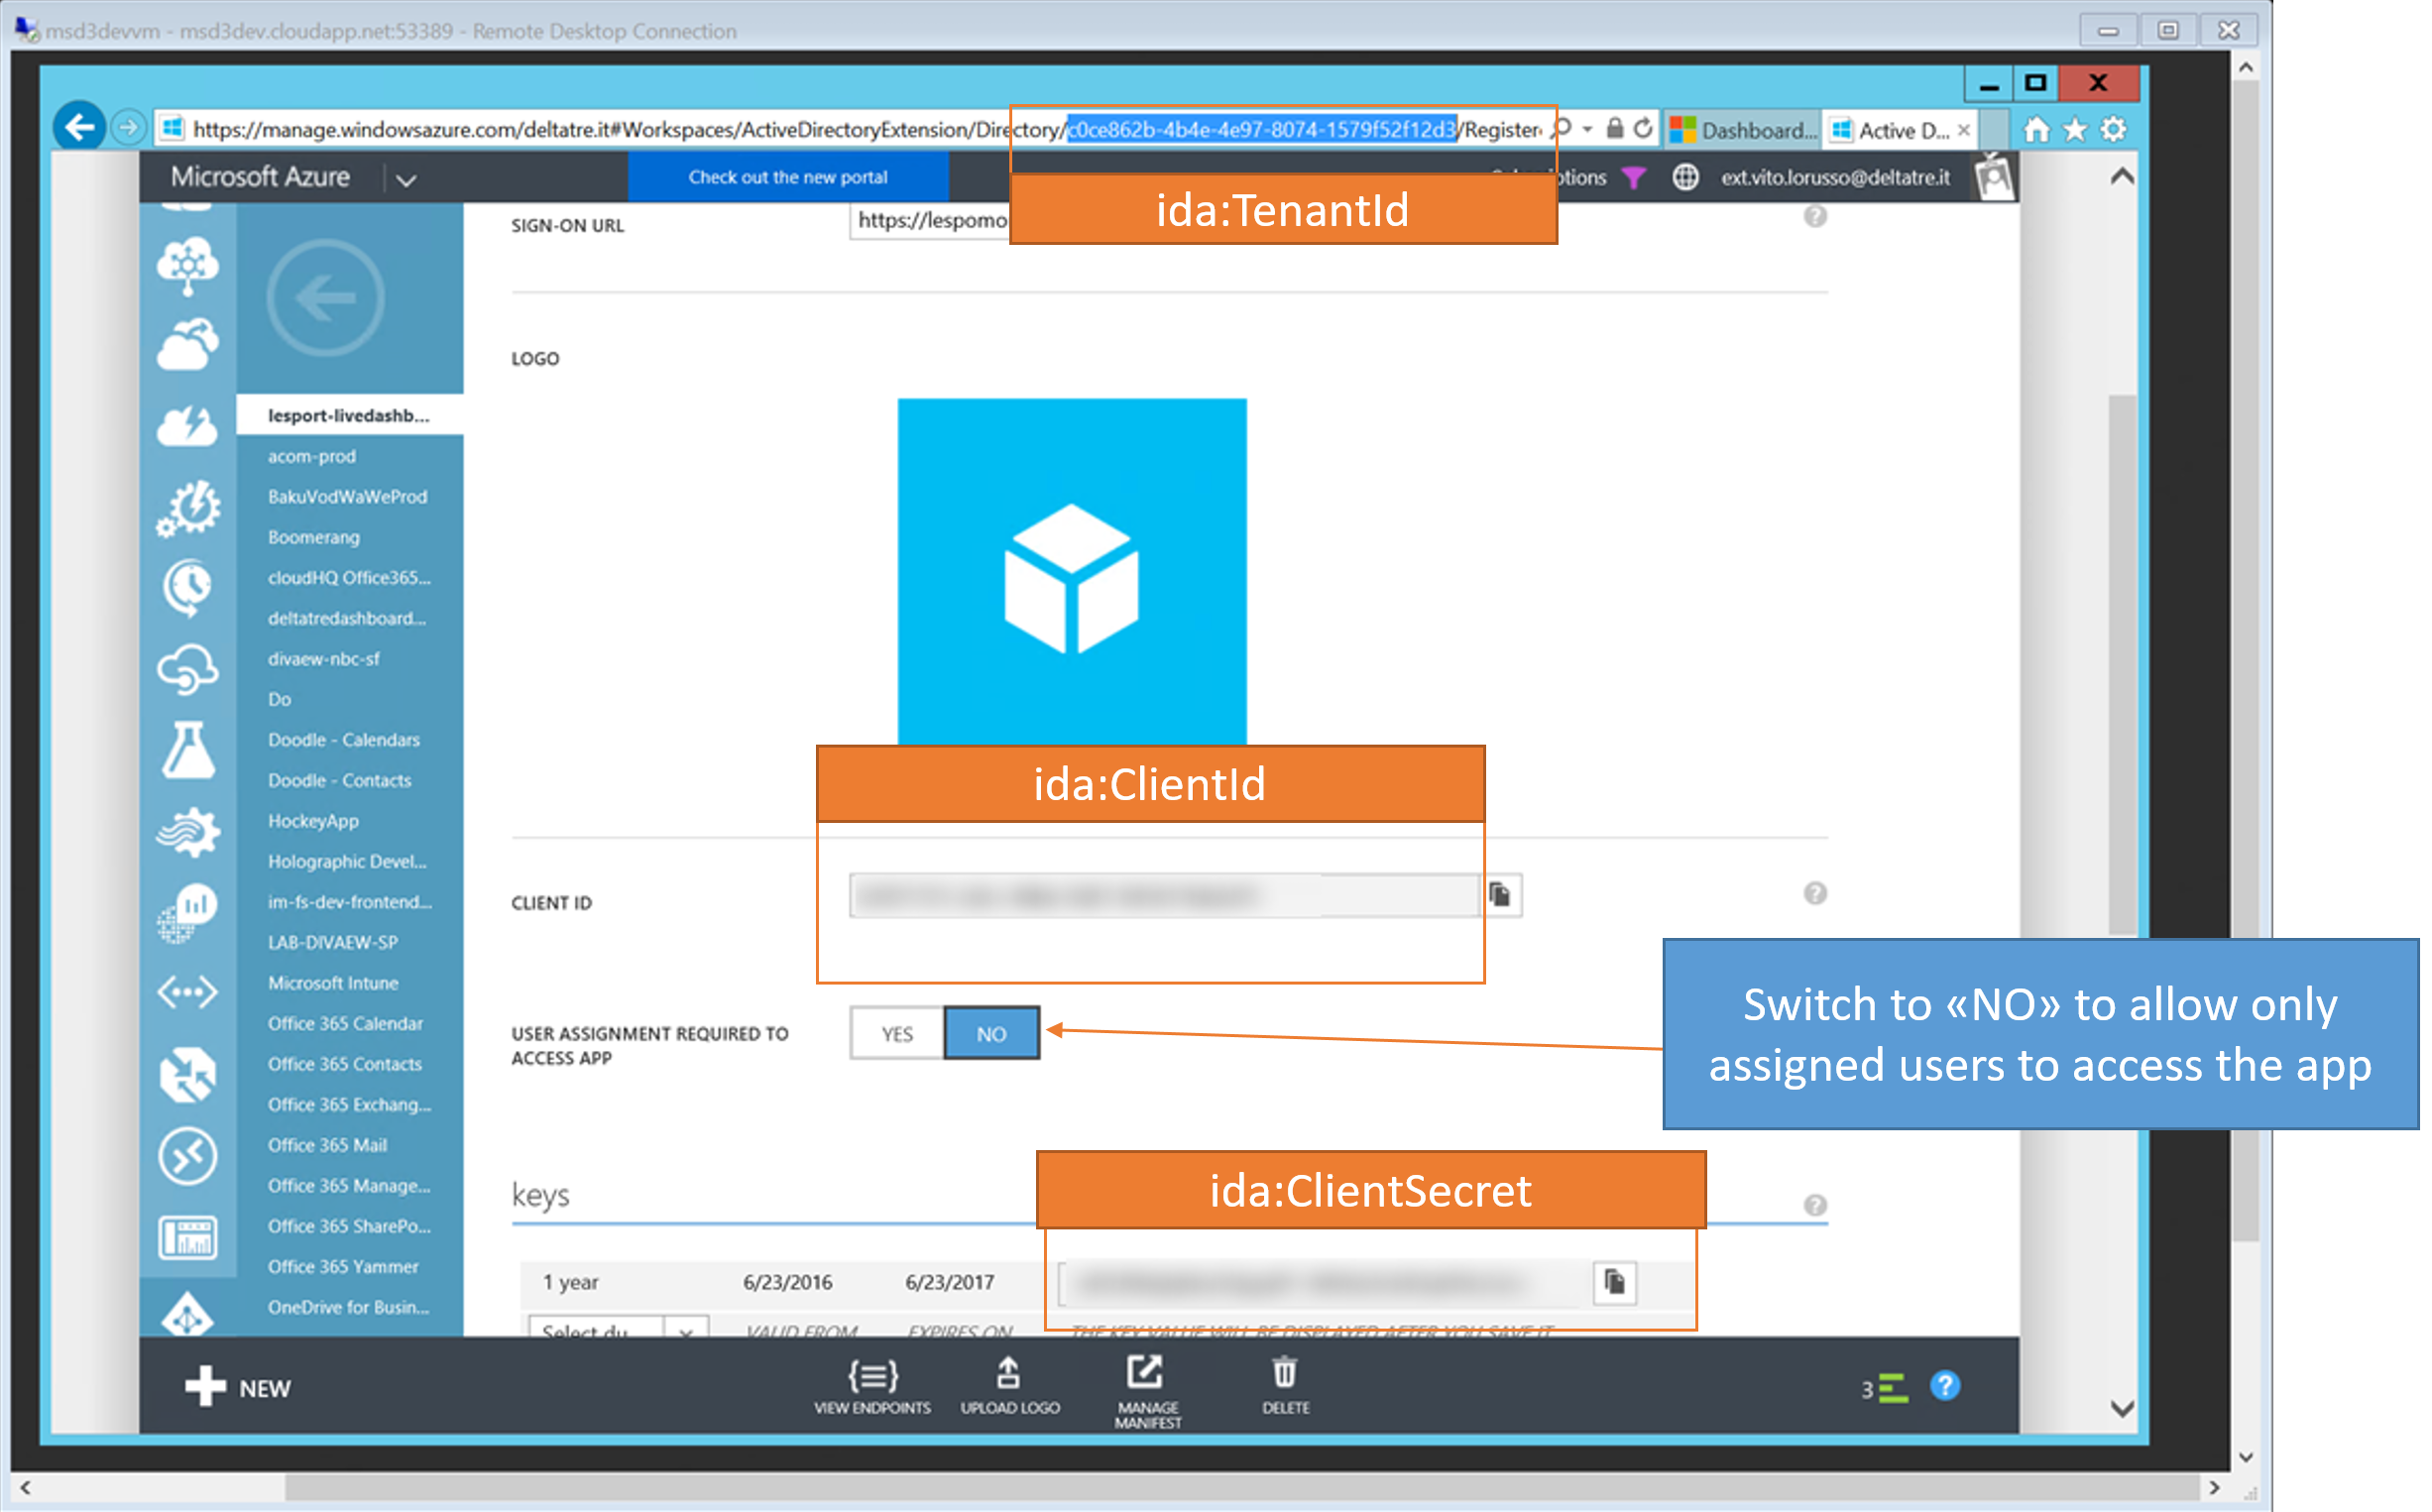 msd3devvm - msd3dev.cloudapp.net:53389 - Remote Desktop Connection
https://manage.windowsazure.com/deltatre.it#Workspaces/ActiveDirectoryExtension/Directory/c0ce862b-4b4e-4e97-8074-1579f52f12d3/Register
Dashboard...
Active D...
Microsoft Azure
Check out the new portal
ptions
ext.vito.lorusso@deltatre.it
ida:TenantId
SIGN-ON URL
https://lespomo
LOGO
lesport-livedashb...
acom-prod
BakuVodWaWeProd
Boomerang
cloudHQ Office365...
deltatredashboard...
divaew-nbc-sf
Do
Doodle - Calendars
Doodle - Contacts
HockeyApp
Holographic Devel...
im-fs-dev-frontend...
LAB-DIVAEW-SP
Microsoft Intune
Office 365 Calendar
Office 365 Contacts
Office 365 Exchang...
Office 365 Mail
Office 365 Manage...
Office 365 SharePo...
Office 365 Yammer
OneDrive for Busin...
ida:ClientId
CLIENT ID
USER ASSIGNMENT REQUIRED TO
ACCESS APP
YES
NO
Switch to «NO» to allow only
assigned users to access the app
keys
ida:ClientSecret
1 year
6/23/2016
6/23/2017
Select du
VALID FROM
EXPIRES ON
THE KEY VALUE WILL BE DISPLAYED AFTER YOU SAVE IT
NEW
VIEW ENDPOINTS
UPLOAD LOGO
MANAGE
MANIFEST
DELETE
3